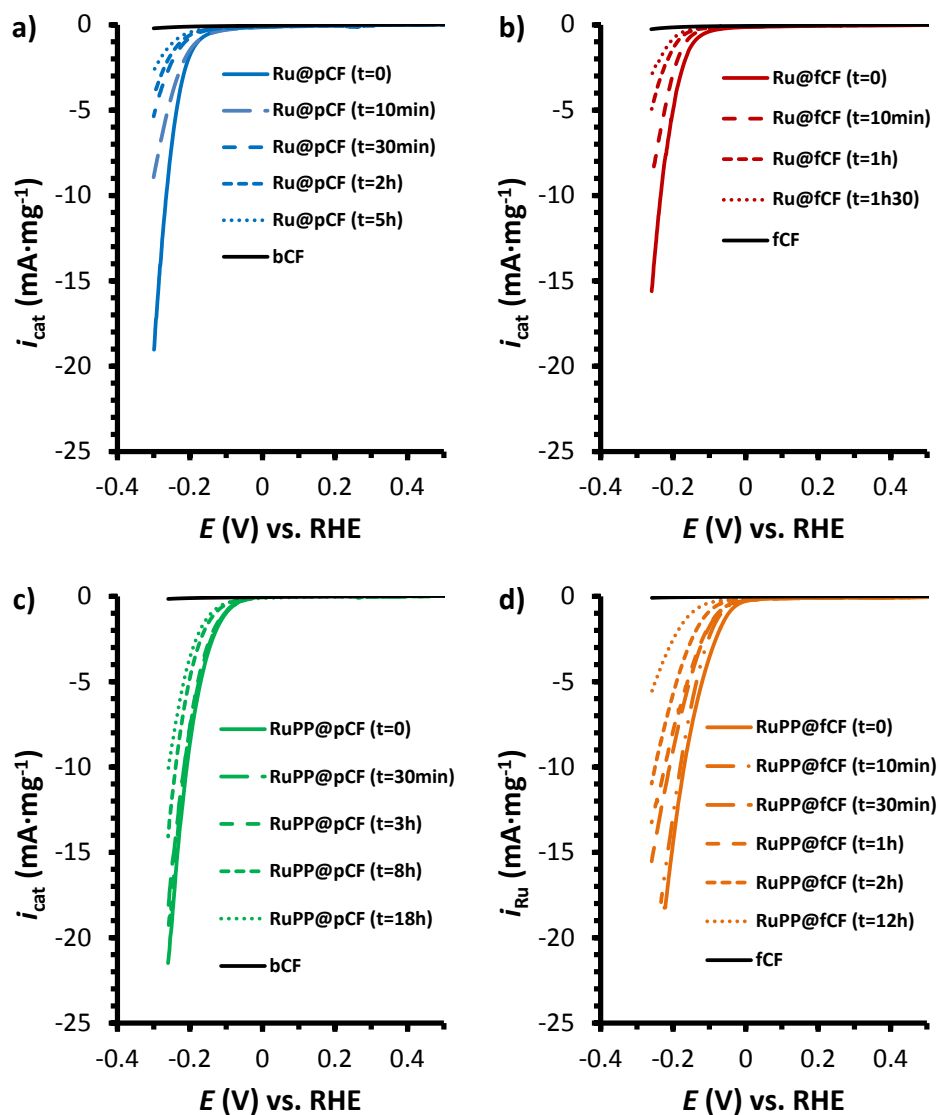 a)
0
-5
-10
-15
-20
-25
i_cat (mA·mg⁻¹)
Ru@pCF (t=0)
Ru@pCF (t=10min)
Ru@pCF (t=30min)
Ru@pCF (t=2h)
Ru@pCF (t=5h)
bCF
-0.4 -0.2 0 0.2 0.4
E (V) vs. RHE
b)
0
-5
-10
-15
-20
-25
i_cat (mA·mg⁻¹)
Ru@fCF (t=0)
Ru@fCF (t=10min)
Ru@fCF (t=1h)
Ru@fCF (t=1h30)
fCF
-0.4 -0.2 0 0.2 0.4
E (V) vs. RHE
c)
0
-5
-10
-15
-20
-25
i_cat (mA·mg⁻¹)
RuPP@pCF (t=0)
RuPP@pCF (t=30min)
RuPP@pCF (t=3h)
RuPP@pCF (t=8h)
RuPP@pCF (t=18h)
bCF
-0.4 -0.2 0 0.2 0.4
E (V) vs. RHE
d)
0
-5
-10
-15
-20
-25
i_Ru (mA·mg⁻¹)
RuPP@fCF (t=0)
RuPP@fCF (t=10min)
RuPP@fCF (t=30min)
RuPP@fCF (t=1h)
RuPP@fCF (t=2h)
RuPP@fCF (t=12h)
fCF
-0.4 -0.2 0 0.2 0.4
E (V) vs. RHE